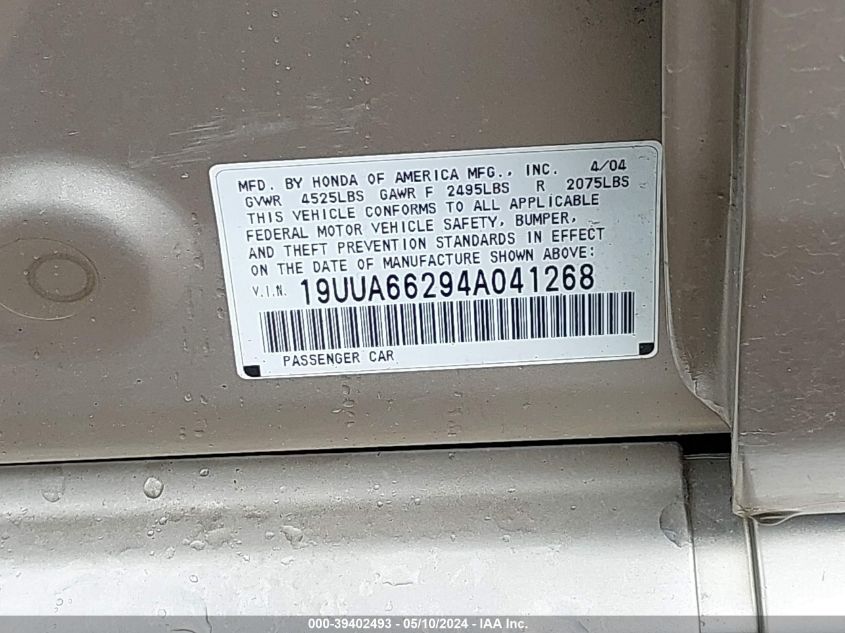 MFD. BY HONDA OF AMERICA MFG., INC. 4/04
GVWR 4525LBS GAWR F 2495LBS R 2075LBS
THIS VEHICLE CONFORMS TO ALL APPLICABLE
FEDERAL MOTOR VEHICLE SAFETY, BUMPER,
AND THEFT PREVENTION STANDARDS IN EFFECT
ON THE DATE OF MANUFACTURE SHOWN ABOVE:
V.I.N. 19UUA66294A041268
PASSENGER CAR
000-39402493 - 05/10/2024 - IAA Inc.